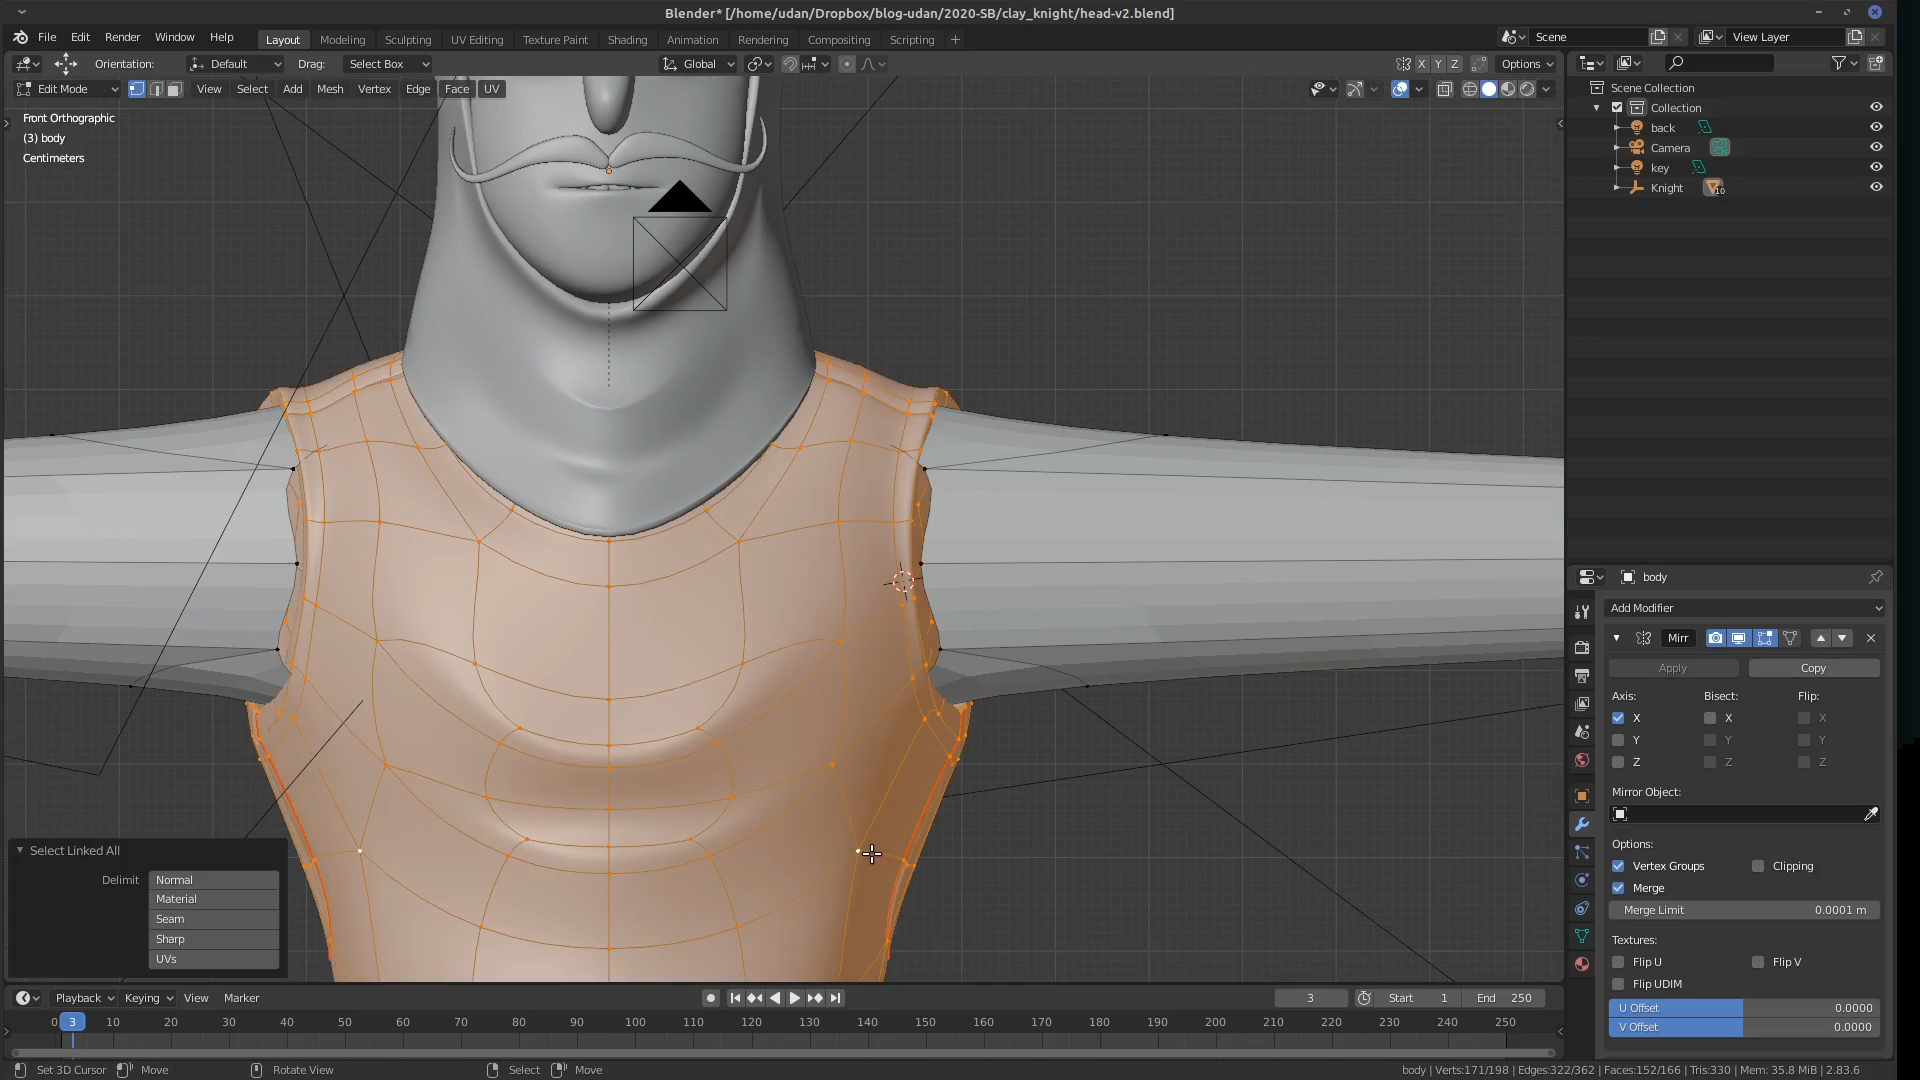 Blender* [/home/udan/Dropbox/blog-udan/2020-SB/clay_knight/head-v2.blend]
File Edit Render Window Help Layout Modeling Sculpting UV Editing Texture Paint Shading Animation Rendering Compositing Scripting + Scene View Layer
Orientation: Default Drag: Select Box Global X Y Z Options
Edit Mode View Select Add Mesh Vertex Edge Face UV
Front Orthographic
(3) body
Centimeters
Scene Collection
Collection
back
Camera
key
Knight 10
body
Add Modifier
Mirr
Apply Copy
Axis: Bisect: Flip:
X X X
Y Y Y
Z Z Z
Mirror Object:
Options:
Vertex Groups Clipping
Merge
Merge Limit 0.0001 m
Textures:
Flip U Flip V
Flip UDIM
U Offset 0.0000
V Offset 0.0000
Select Linked All
Delimit Normal
Material
Seam
Sharp
UVs
Playback Keying View Marker 3 Start 1 End 250
0 3 10 20 30 40 50 60 70 80 90 100 110 120 130 140 150 160 170 180 190 200 210 220 230 240 250
Set 3D Cursor Move Rotate View Select Move body | Verts:171/198 | Edges:322/362 | Faces:152/166 | Tris:330 | Mem: 35.8 MiB | 2.83.6